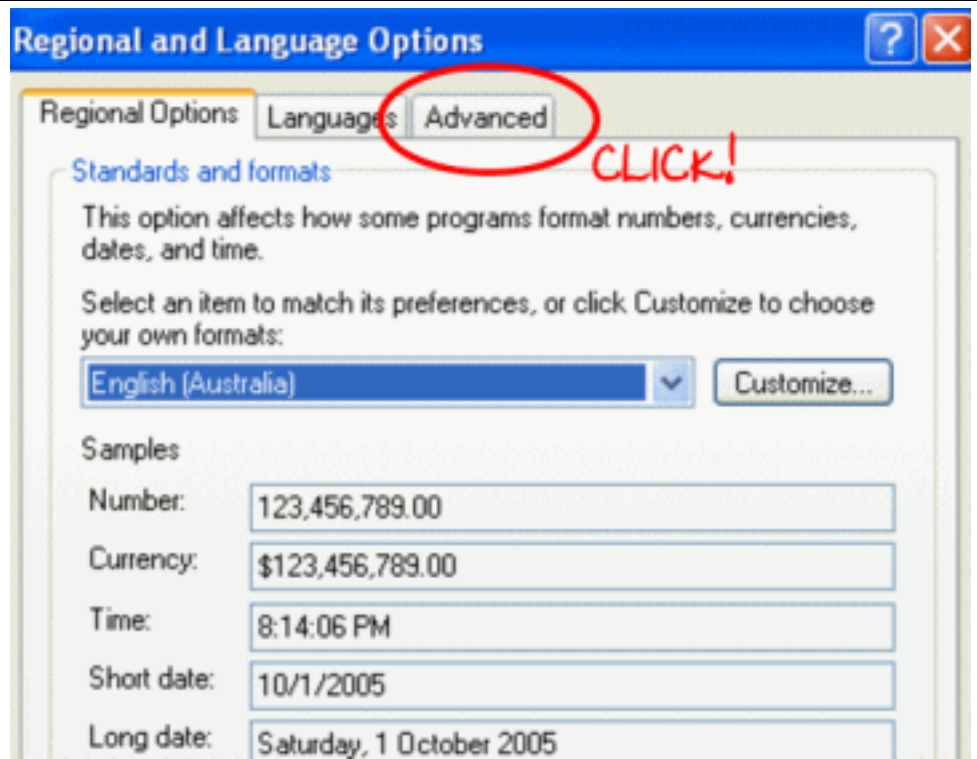 Regional and Language Options
Regional Options Languages Advanced
CLICK!
Standards and formats
This option affects how some programs format numbers, currencies,
dates, and time.
Select an item to match its preferences, or click Customize to choose
your own formats:
English (Australia) Customize...
Samples
Number: 123,456,789.00
Currency: $123,456,789.00
Time: 8:14:06 PM
Short date: 10/1/2005
Long date: Saturday, 1 October 2005